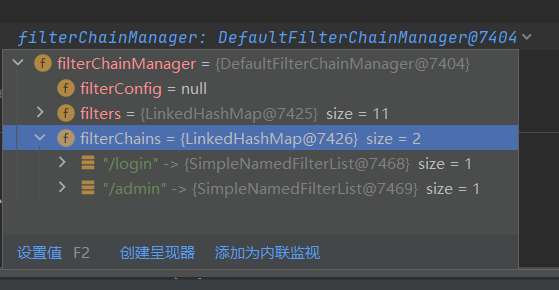 filterChainManager: DefaultFilterChainManager@7404
f filterChainManager = {DefaultFilterChainManager@7404}
f filterConfig = null
f filters = {LinkedHashMap@7425} size = 11
f filterChains = {LinkedHashMap@7426} size = 2
"/login" -> {SimpleNamedFilterList@7468} size = 1
"/admin" -> {SimpleNamedFilterList@7469} size = 1
设置值 F2 创建呈现器 添加为内联监视